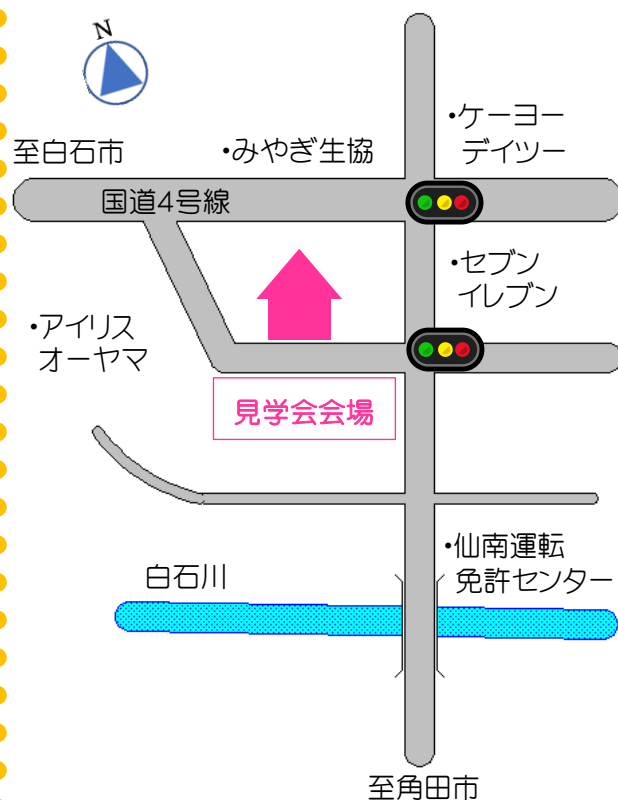 N
・ケーヨー
デイツー
至白石市
・みやぎ生協
国道4号線
・セブン
イレブン
・アイリス
オーヤマ
見学会会場
・仙南運転
免許センター
白石川
至角田市